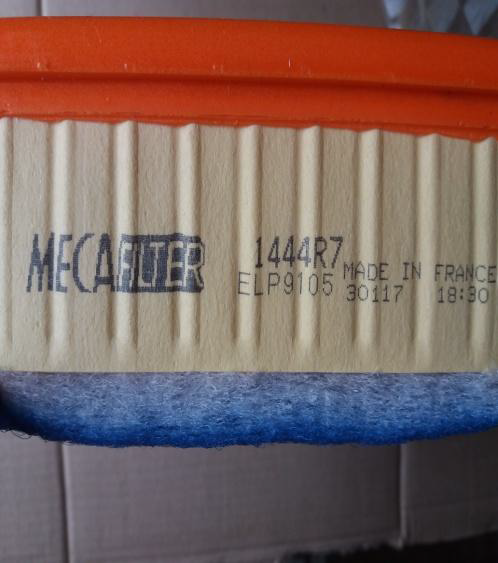 MECAFILTER
1444R7
ELP9105
MADE IN FRANCE
30117 18:30